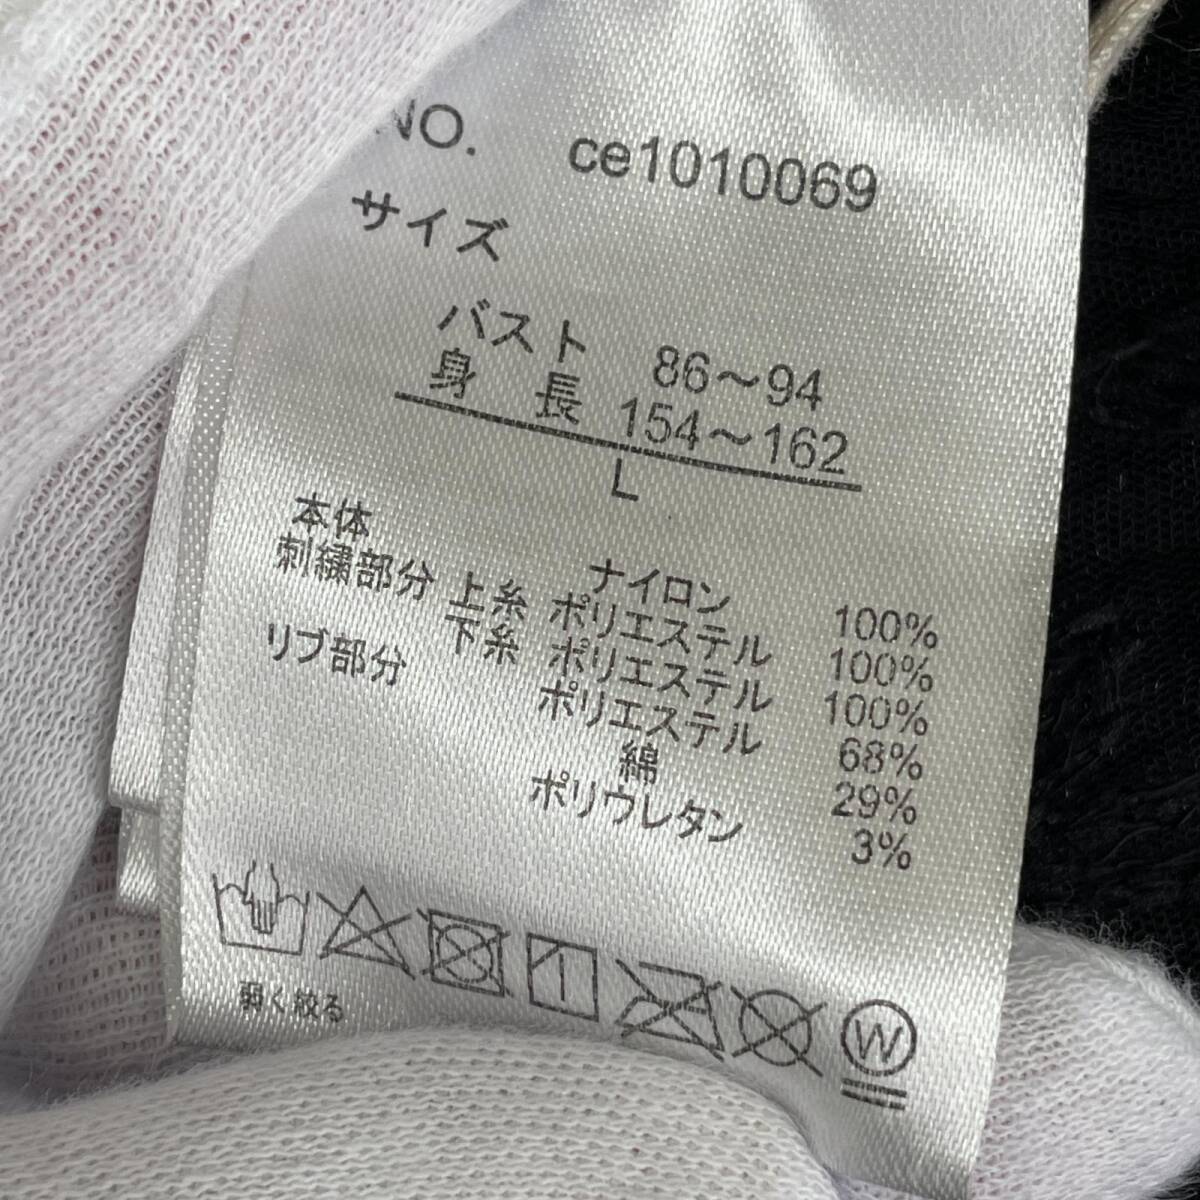 NO. ce1010069
サイズ
バスト 86～94
身 長 154～162
L
本体 ナイロン 100%
刺繍部分 上糸 ポリエステル 100%
下糸 ポリエステル 100%
リブ部分 ポリエステル 68%
綿 29%
ポリウレタン 3%
W
弱く絞る